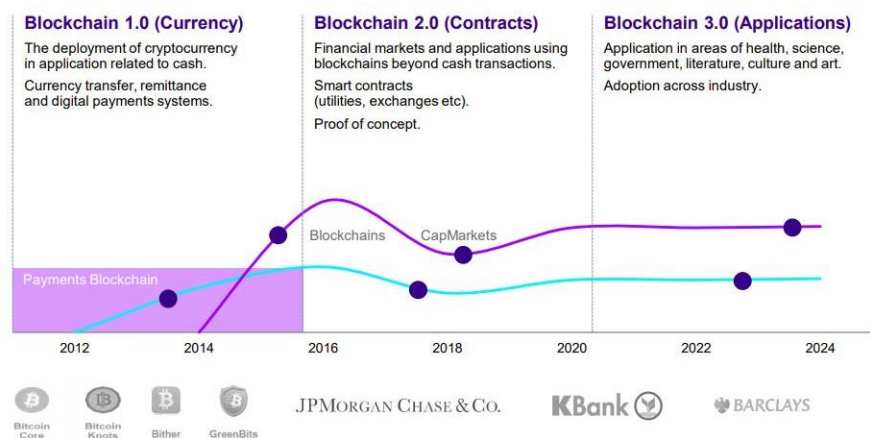 Blockchain 1.0 (Currency)
The deployment of cryptocurrency
in application related to cash.
Currency transfer, remittance
and digital payments systems.
Blockchain 2.0 (Contracts)
Financial markets and applications using
blockchains beyond cash transactions.
Smart contracts
(utilities, exchanges etc).
Proof of concept.
Blockchain 3.0 (Applications)
Application in areas of health, science,
government, literature, culture and art.
Adoption across industry.
Blockchains
CapMarkets
Payments Blockchain
2012
2014
2016
2018
2020
2022
2024
Bitcoin
Core
Bitcoin
Knots
Bither
GreenBits
JPMORGAN CHASE & CO.
KBank
BARCLAYS